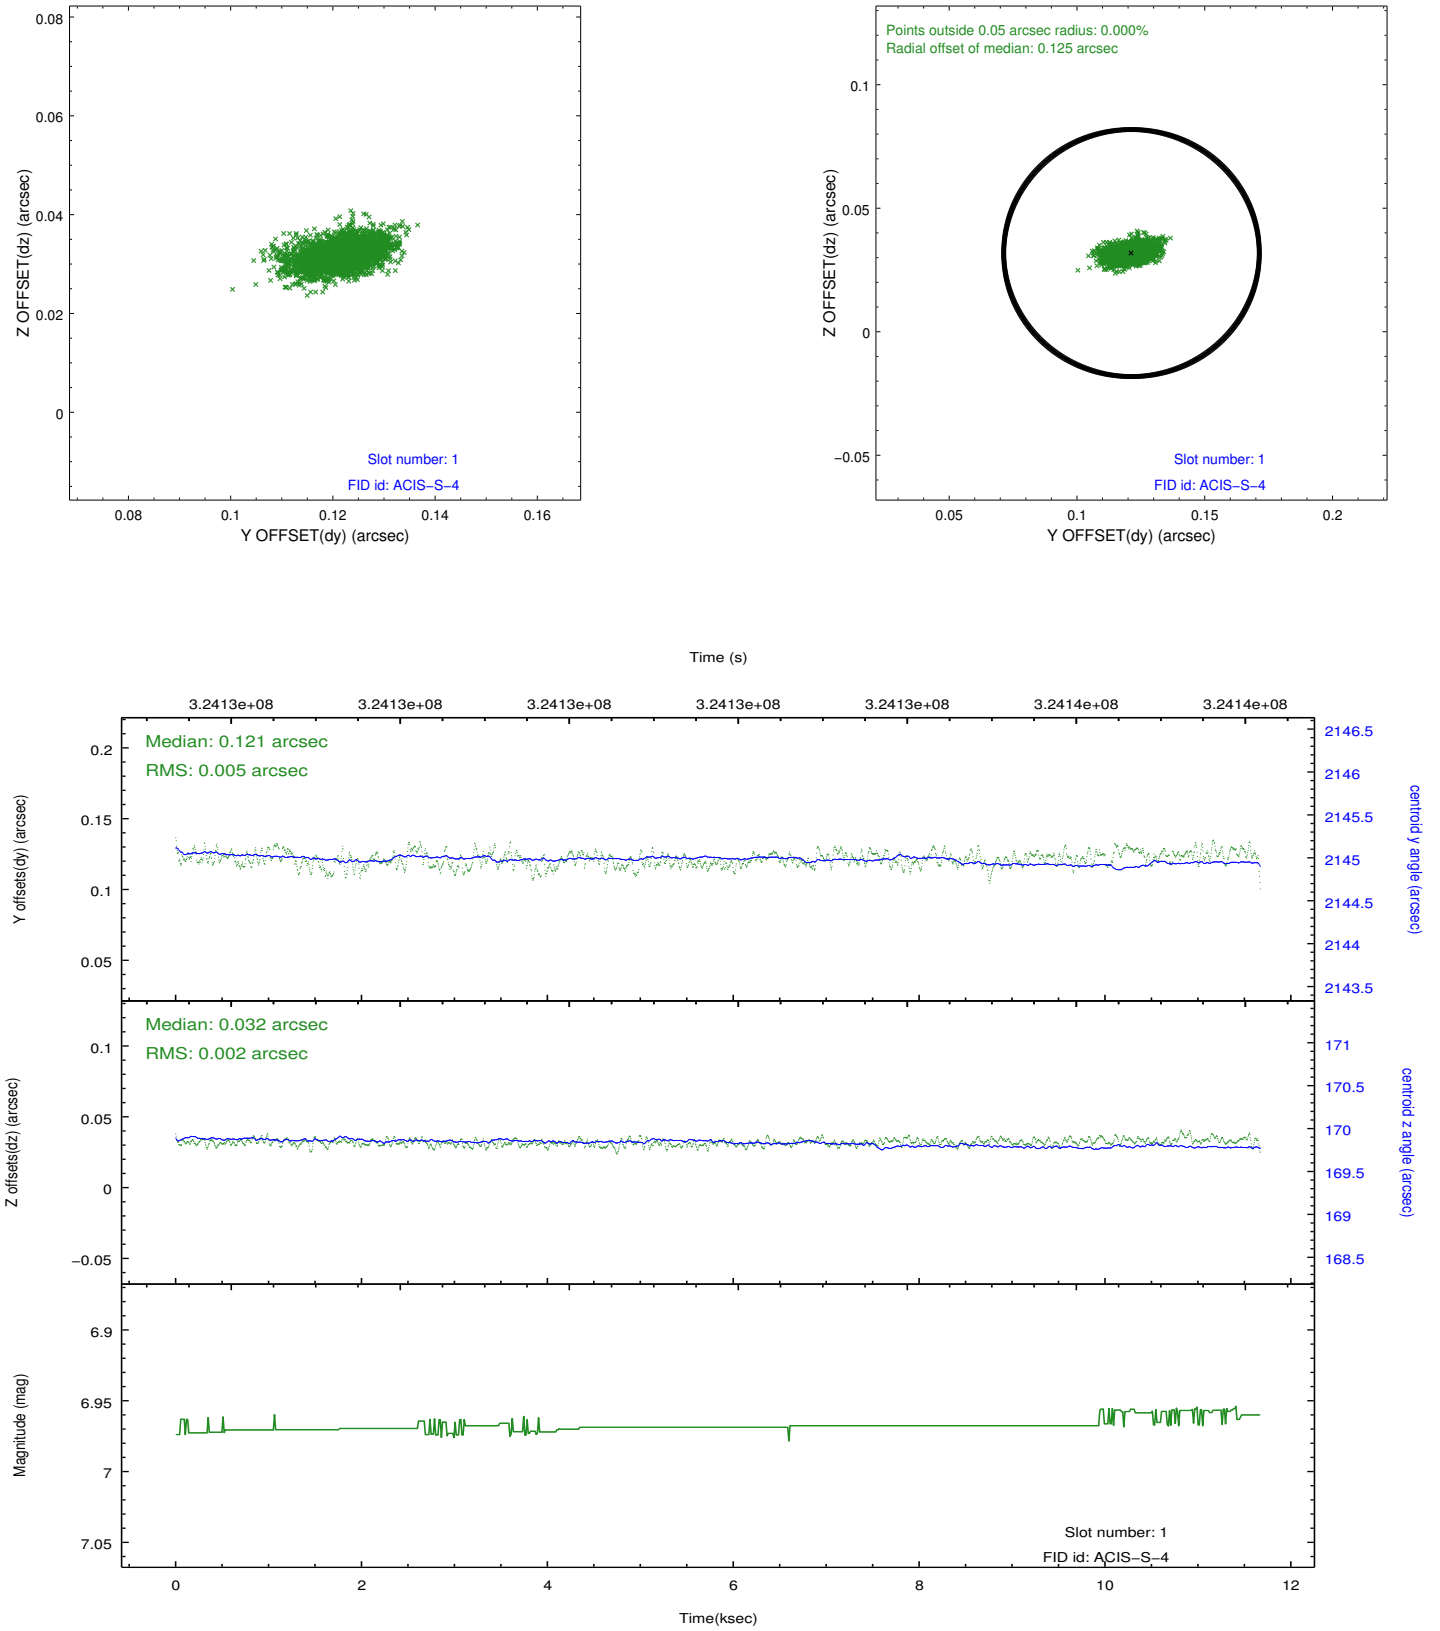 0.08
0.06
0.04
0.02
0
Z OFFSET(dz) (arcsec)
Slot number: 1
FID id: ACIS−S−4
0.08 0.1 0.12 0.14 0.16
Y OFFSET(dy) (arcsec)
Points outside 0.05 arcsec radius: 0.000%
Radial offset of median: 0.125 arcsec
0.1
0.05
0
−0.05
Z OFFSET(dz) (arcsec)
Slot number: 1
FID id: ACIS−S−4
0.05 0.1 0.15 0.2
Y OFFSET(dy) (arcsec)
Time (s)
3.2413e+08 3.2413e+08 3.2413e+08 3.2413e+08 3.2413e+08 3.2414e+08 3.2414e+08
Median: 0.121 arcsec
RMS: 0.005 arcsec
0.2
0.15
0.1
0.05
Y offsets(dy) (arcsec)
2146.5
2146
2145.5
2145
2144.5
2144
2143.5
centroid y angle (arcsec)
Median: 0.032 arcsec
RMS: 0.002 arcsec
0.1
0.05
0
−0.05
Z offsets(dz) (arcsec)
171
170.5
170
169.5
169
168.5
centroid z angle (arcsec)
6.9
6.95
7
7.05
Magnitude (mag)
Slot number: 1
FID id: ACIS−S−4
0 2 4 6 8 10 12
Time(ksec)